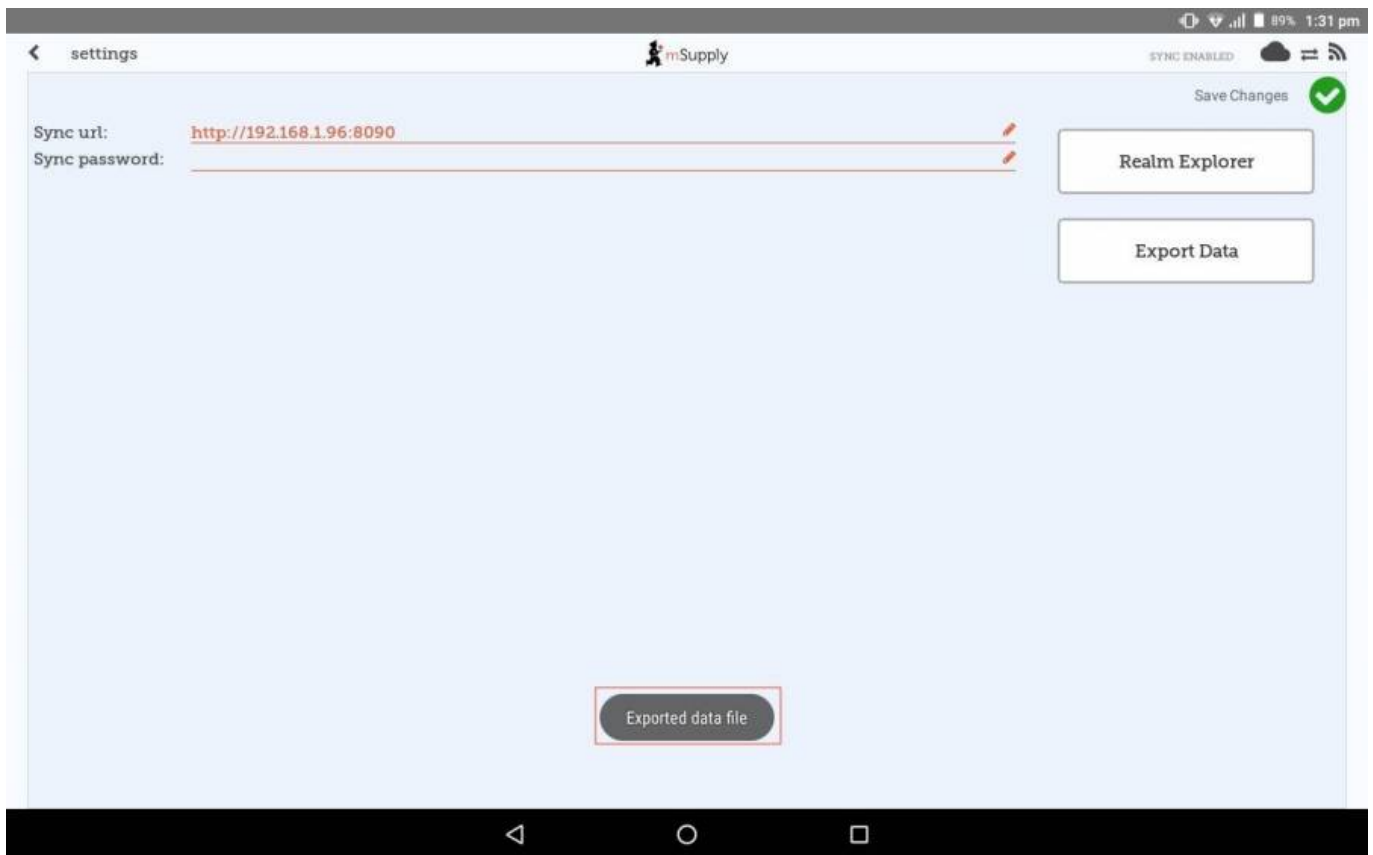 89% 1:31 pm
settings
mSupply
SYNC ENABLED
Save Changes
Sync url: http://192.168.1.96:8090
Sync password:
Realm Explorer
Export Data
Exported data file